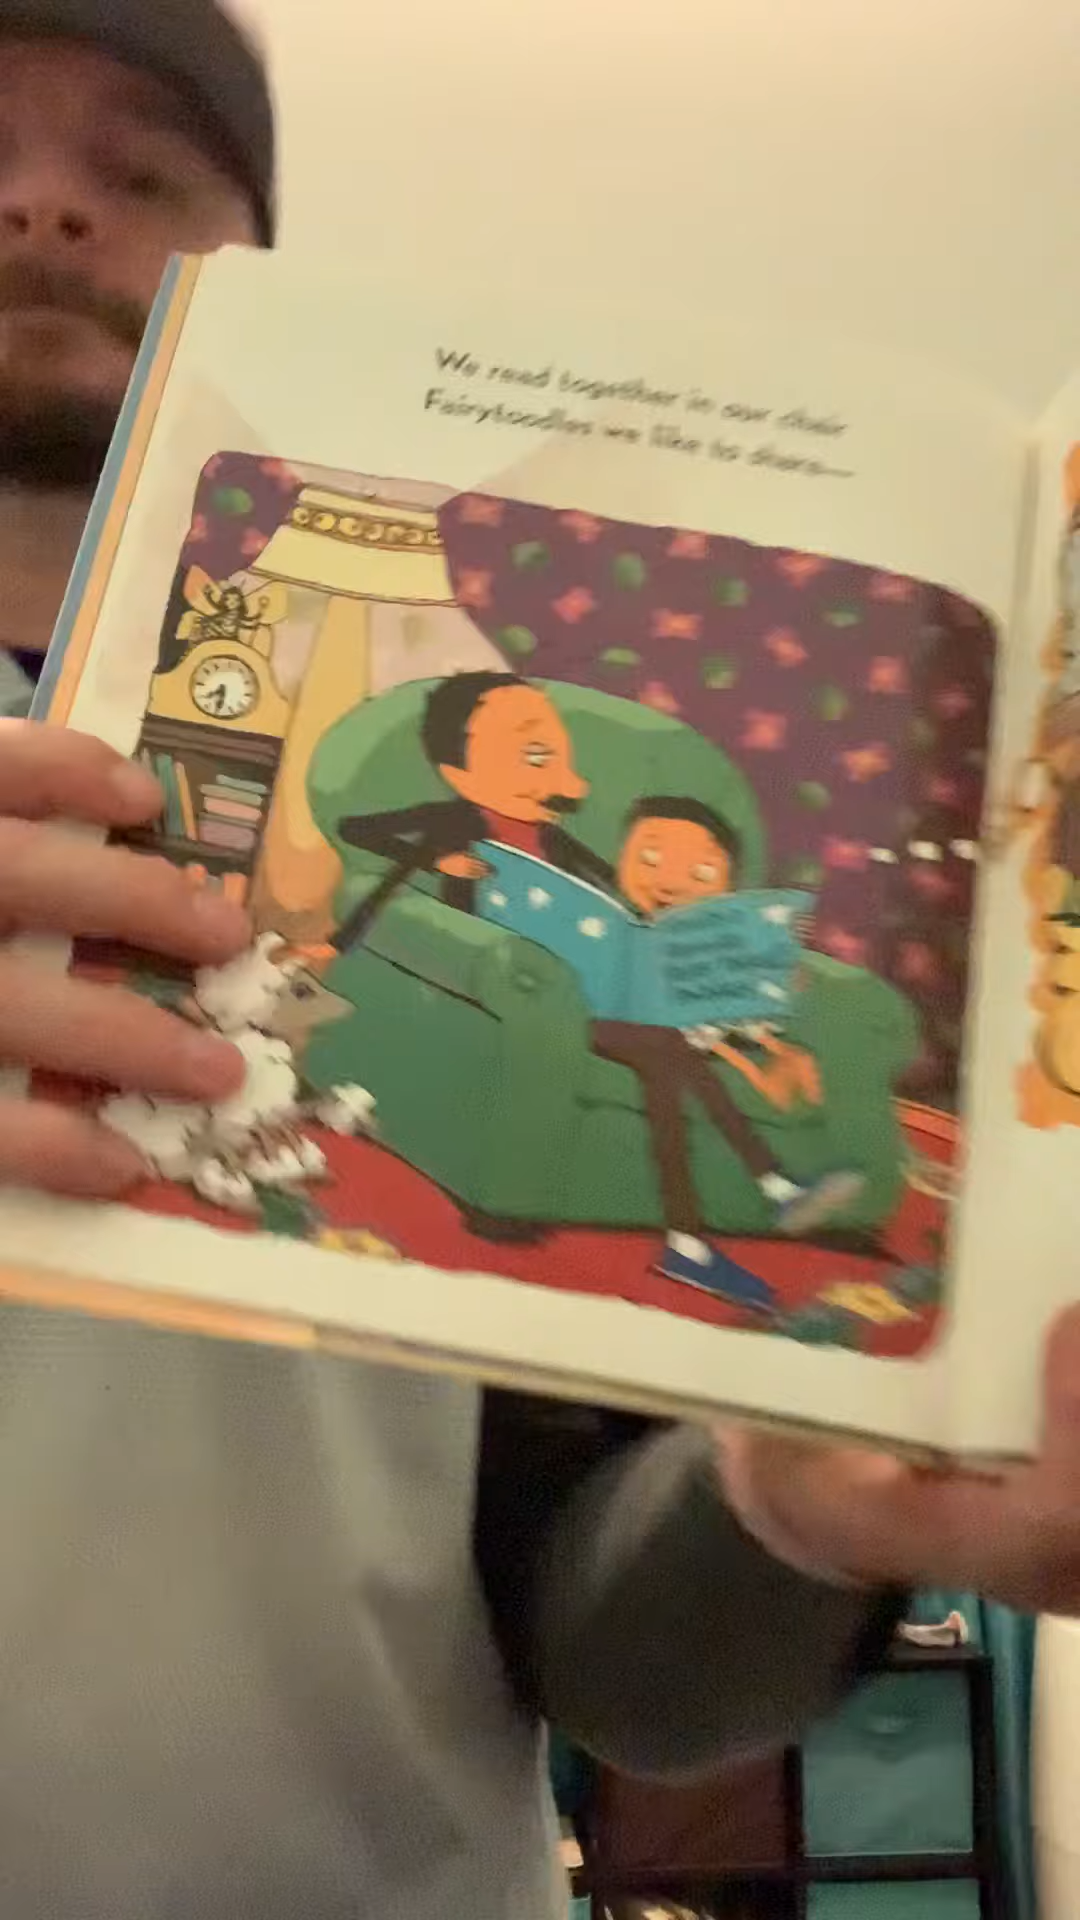 We read together in our chair
Fairytoodles we like to share—